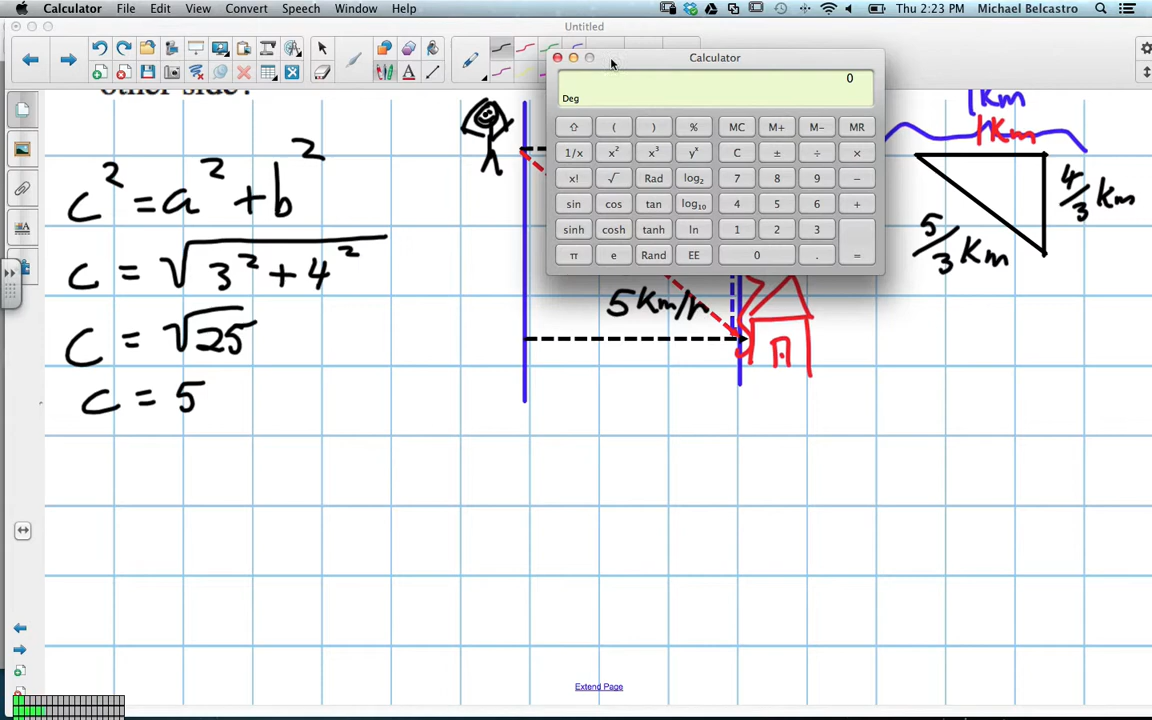 Calculator File Edit View Convert Speech Window Help Thu 2:23 PM Michael Belcastro
Untitled
other side?
c² = a² + b²
c = √3² + 4²
c = √25
c = 5
Calculator
0
Deg
( ) % MC M+ M- MR
1/x x² x³ yˣ C ± ÷ ×
x! √ Rad log₂ 7 8 9 −
sin cos tan log₁₀ 4 5 6 +
sinh cosh tanh ln 1 2 3
π e Rand EE 0 . =
5 Km/h
1Km
1Km
4/3 Km
5/3 Km
Extend Page